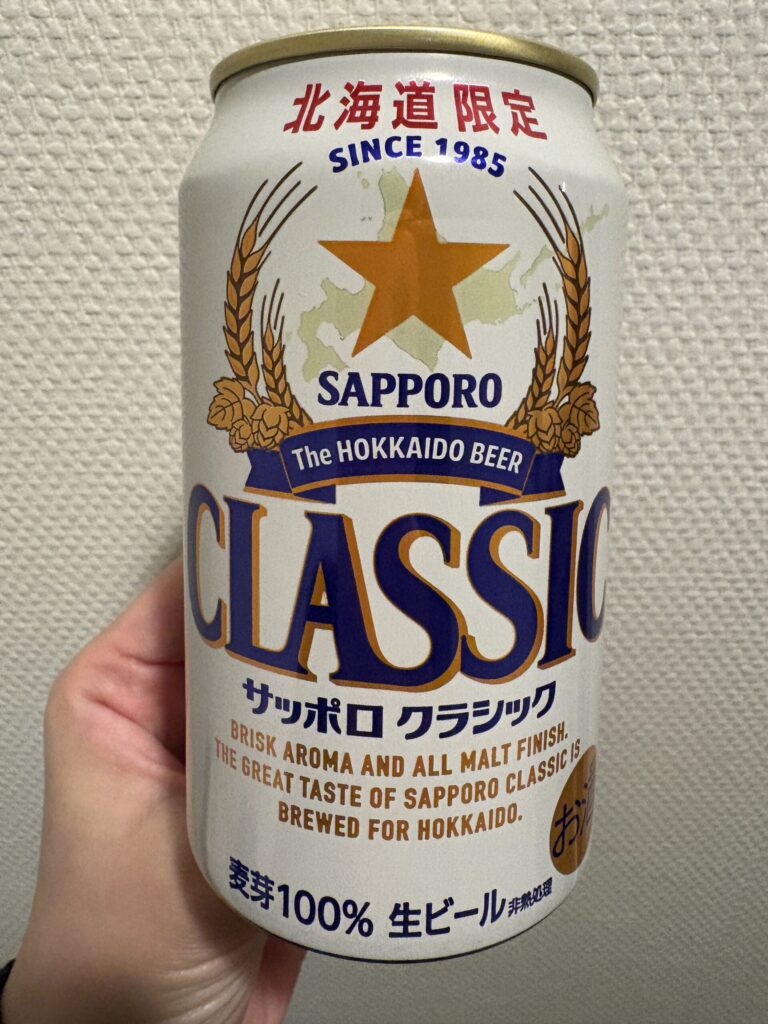 北海道限定
SINCE 1985
SAPPORO
The HOKKAIDO BEER
CLASSIC
サッポロ クラシック
BRISK AROMA AND ALL MALT FINISH.
THE GREAT TASTE OF SAPPORO CLASSIC IS
BREWED FOR HOKKAIDO.
お酒
麦芽100% 生ビール 非熱処理